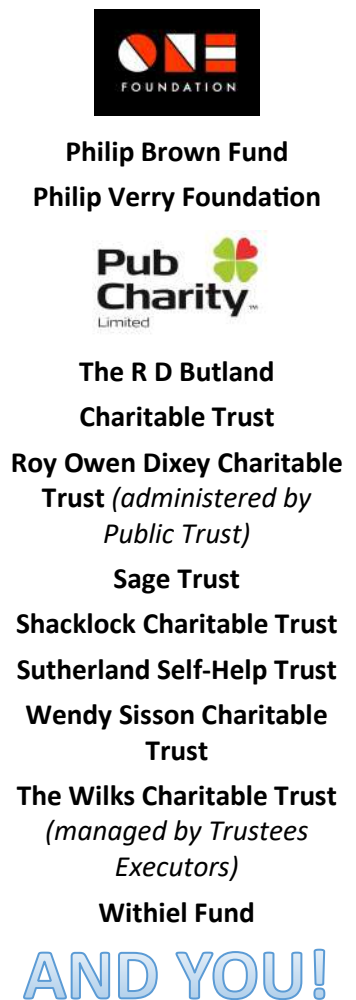 ONE
FOUNDATION
Philip Brown Fund
Philip Verry Foundation
Pub
Charity™
Limited
The R D Butland
Charitable Trust
Roy Owen Dixey Charitable
Trust (administered by
Public Trust)
Sage Trust
Shacklock Charitable Trust
Sutherland Self-Help Trust
Wendy Sisson Charitable
Trust
The Wilks Charitable Trust
(managed by Trustees
Executors)
Withiel Fund
AND YOU!